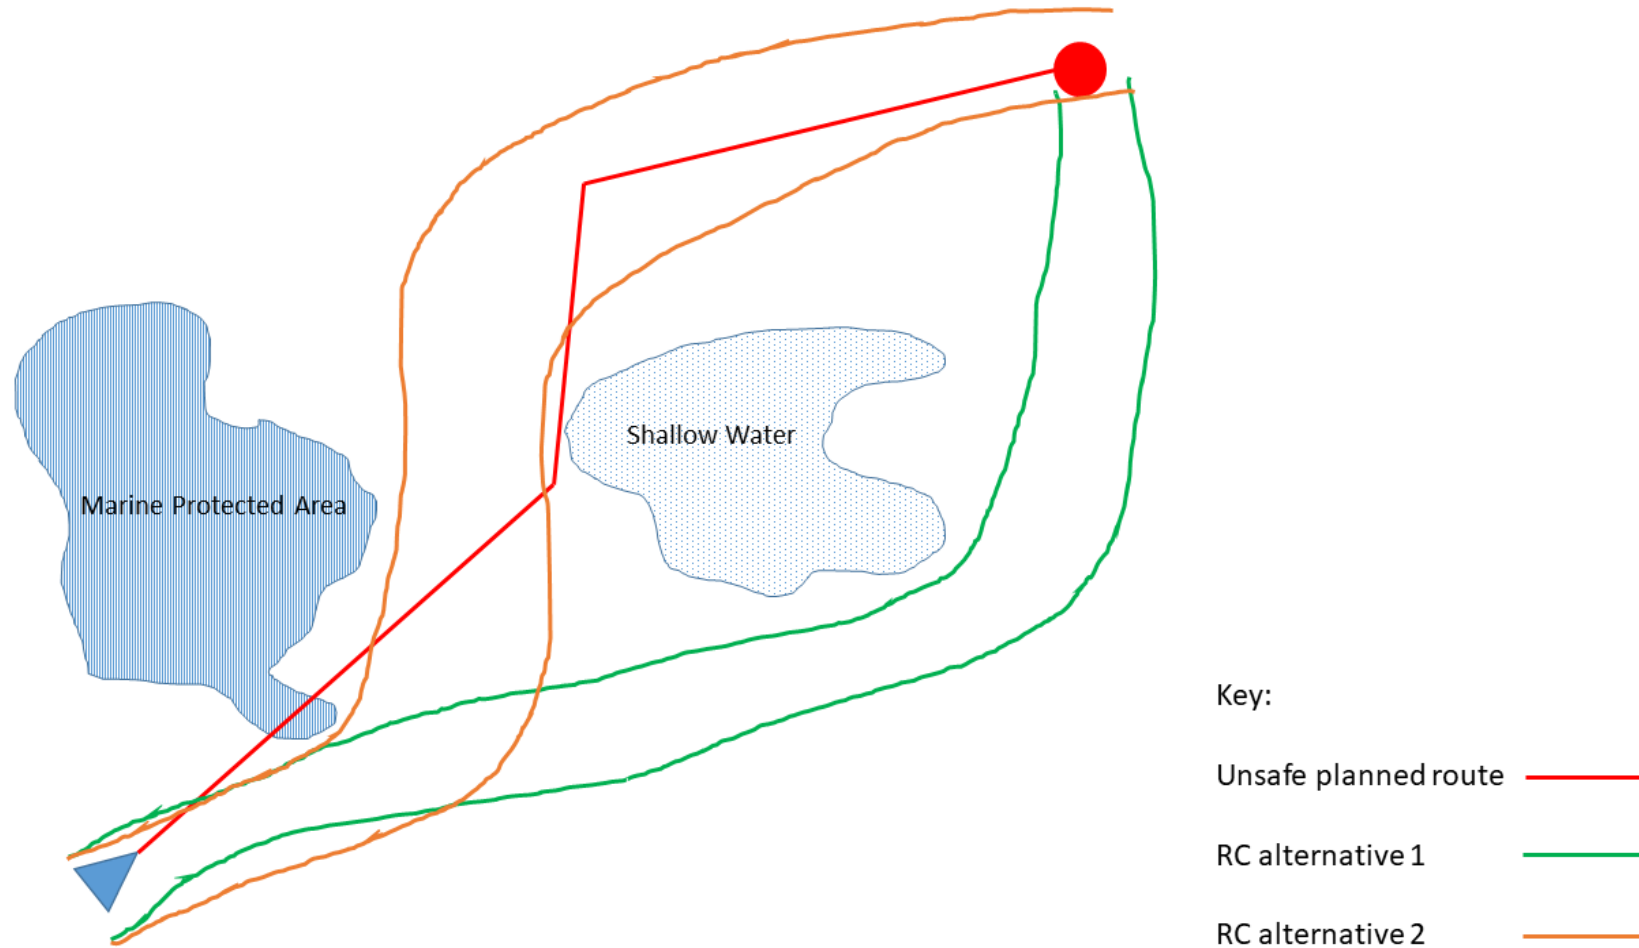 Shallow Water
Marine Protected Area
Key:
Unsafe planned route
RC alternative 1
RC alternative 2